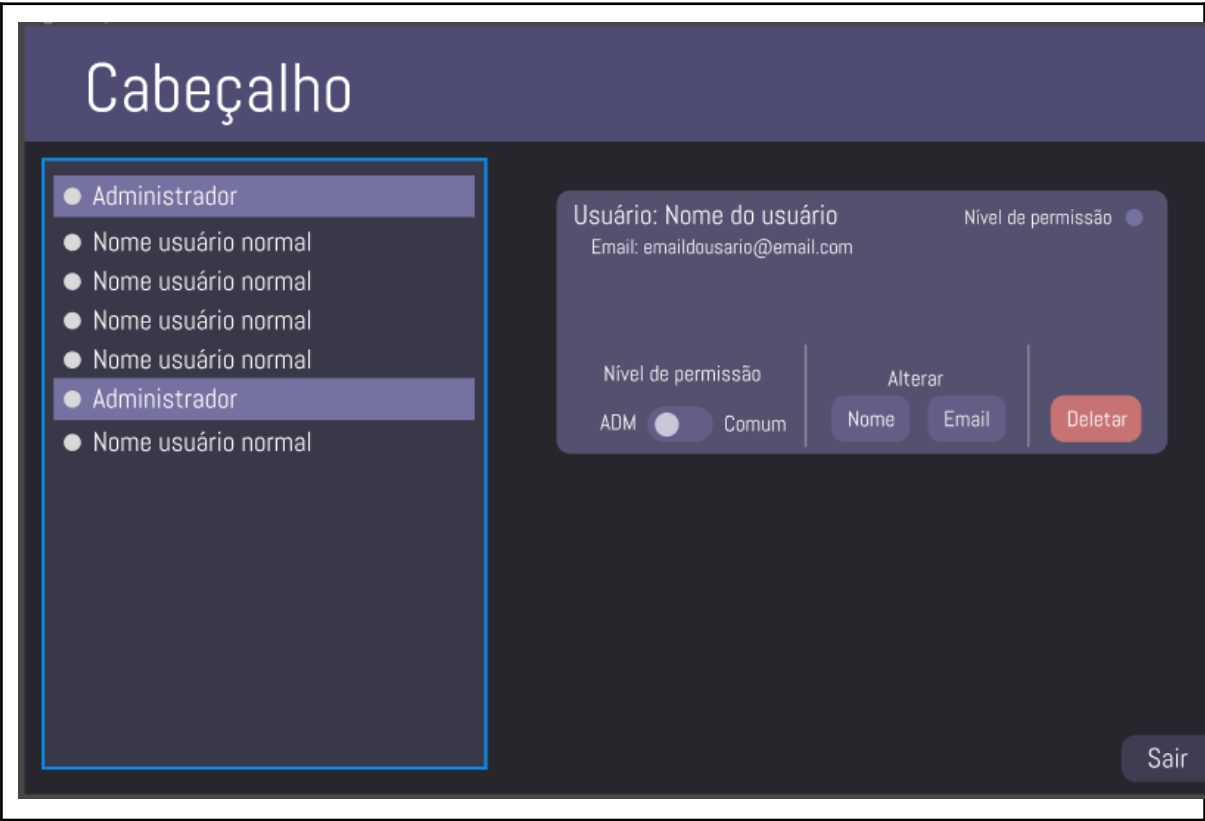 Cabeçalho
Administrador
Nome usuário normal
Nome usuário normal
Nome usuário normal
Nome usuário normal
Administrador
Nome usuário normal
Usuário: Nome do usuário
Nível de permissão
Email: emaildousario@email.com
Nível de permissão
ADM
Comum
Alterar
Nome
Email
Deletar
Sair